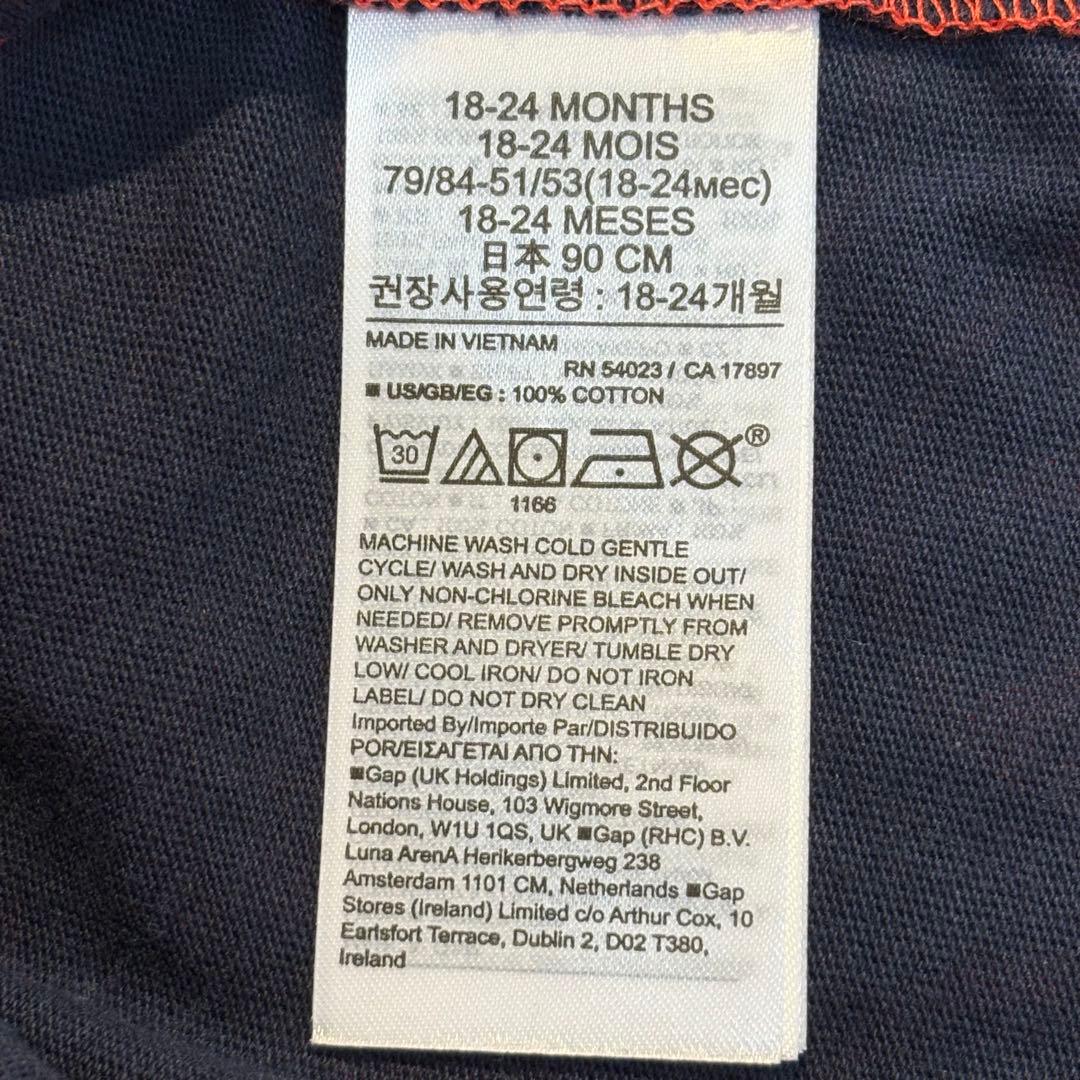 18-24 MONTHS
18-24 MOIS
79/84-51/53(18-24мес)
18-24 MESES
日本 90 CM
권장사용연령 : 18-24개월
MADE IN VIETNAM
RN 54023 / CA 17897
■ US/GB/EG : 100% COTTON
30
®
1166
MACHINE WASH COLD GENTLE
CYCLE/ WASH AND DRY INSIDE OUT/
ONLY NON-CHLORINE BLEACH WHEN
NEEDED/ REMOVE PROMPTLY FROM
WASHER AND DRYER/ TUMBLE DRY
LOW/ COOL IRON/ DO NOT IRON
LABEL/ DO NOT DRY CLEAN
Imported By/Importe Par/DISTRIBUIDO
POR/ΕΙΣΑΓΕΤΑΙ ΑΠΟ ΤΗΝ:
■Gap (UK Holdings) Limited, 2nd Floor
Nations House, 103 Wigmore Street,
London, W1U 1QS, UK ■Gap (RHC) B.V.
Luna ArenA Herikerbergweg 238
Amsterdam 1101 CM, Netherlands ■Gap
Stores (Ireland) Limited c/o Arthur Cox, 10
Earlsfort Terrace, Dublin 2, D02 T380,
Ireland